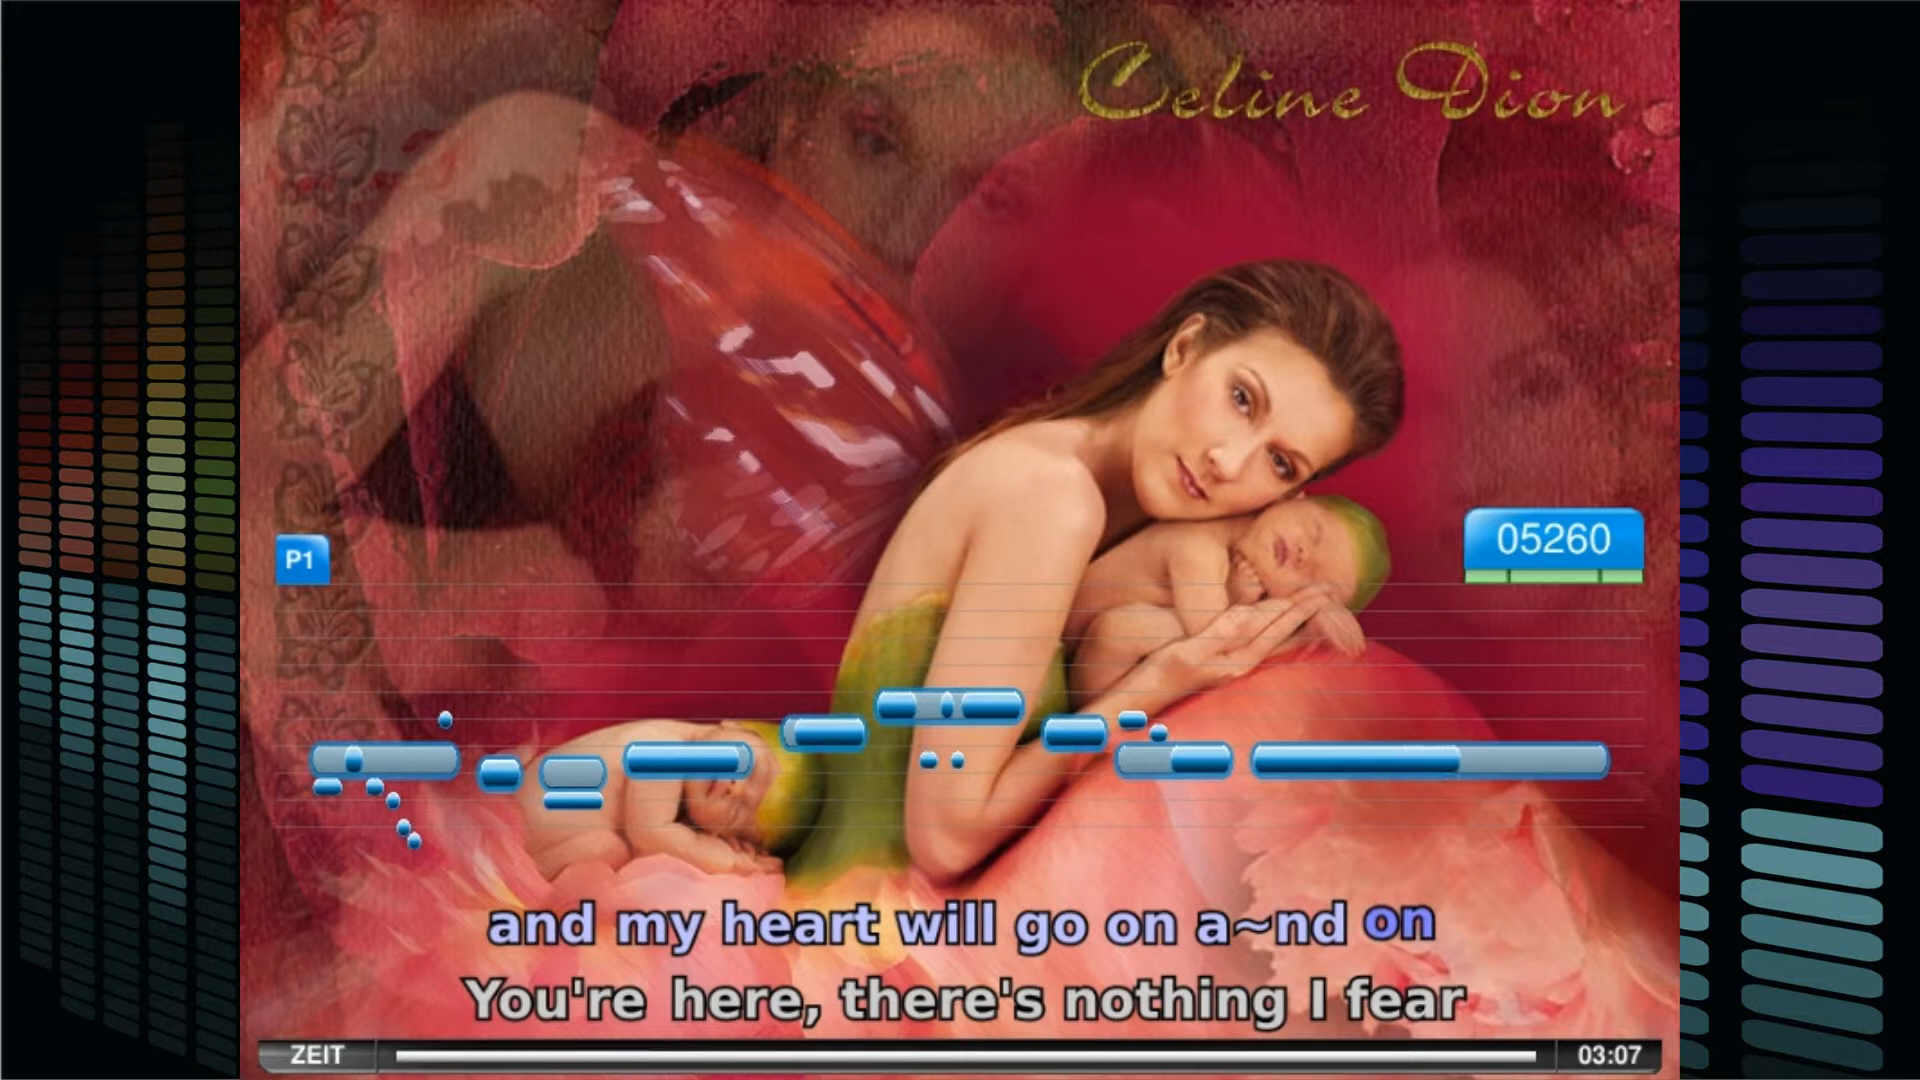 Celine Dion
P1
05260
and my heart will go on a~nd on
You're here, there's nothing I fear
ZEIT 03:07